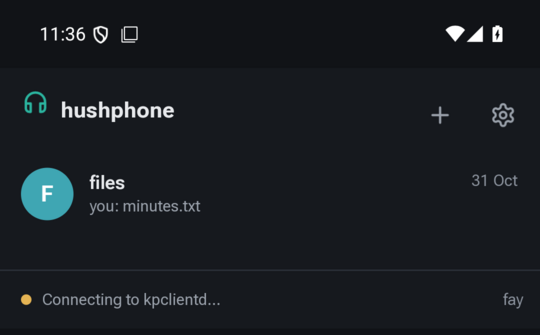 11:36
hushphone
F
files
31 Oct
you: minutes.txt
Connecting to kpclientd...
fay